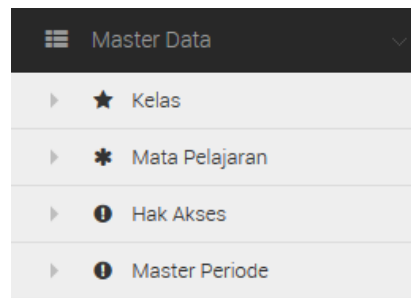 Master Data
Kelas
Mata Pelajaran
Hak Akses
Master Periode